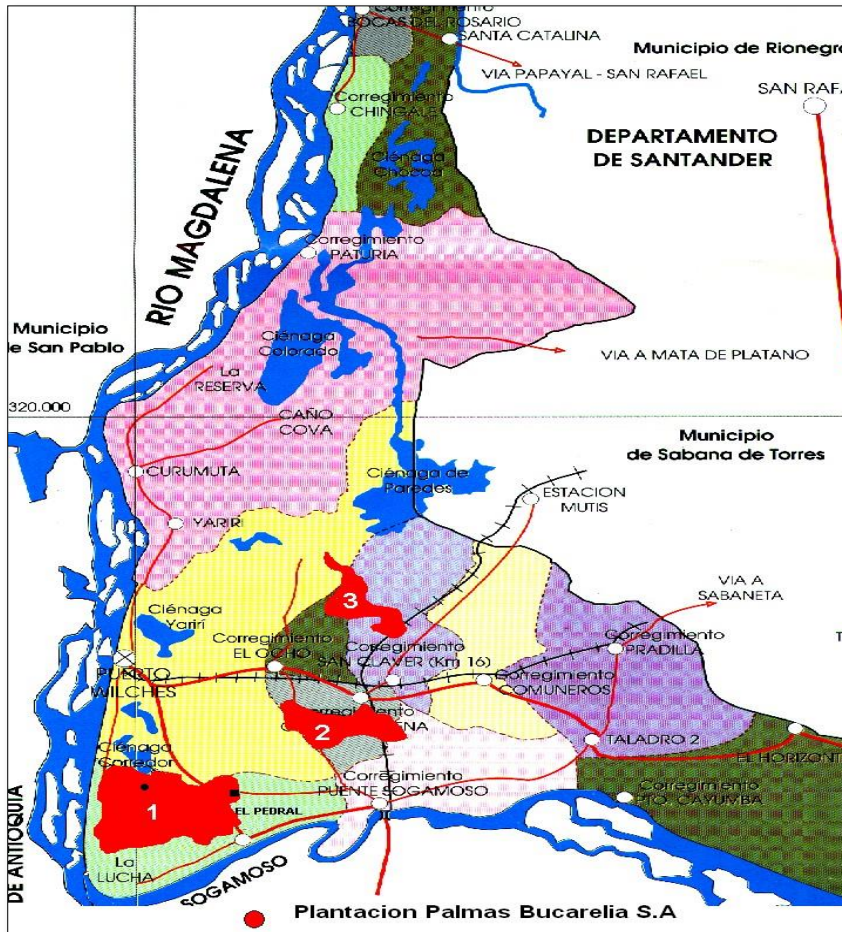 Corregimiento
BOCAS DEL ROSARIO
SANTA CATALINA
Municipio de Rionegro
VIA PAPAYAL - SAN RAFAEL
SAN RAFA
Corregimiento
CHINGALE
DEPARTAMENTO
DE SANTANDER
Ciénaga
Chocoa
RIO MAGDALENA
Corregimiento
PATURIA
Municipio
de San Pablo
Ciénaga
Colorado
VIA A MATA DE PLATANO
La
RESERVA
320.000
CAÑO
COVA
Municipio
de Sabana de Torres
CURUMUTA
Ciénaga de
Paredes
ESTACION
MUTIS
YARIRI
VIA A
SABANETA
3
Ciénaga
Yarirí
Corregimiento
EL OCHO
Corregimiento
SAN CLAVER (Km 16)
Corregimiento
PRADILLA
PUERTO
WILCHES
Corregimiento
COMUNEROS
2
Corregimiento
TALADRO 2
Ciénaga
Corredor
EL HORIZONT
Corregimiento
PUENTE SOGAMOSO
Corregimiento
PTO. CAYUMBA
1
EL PEDRAL
La
LUCHA
DE ANTIOQUIA
SOGAMOSO
Plantacion Palmas Bucarelia S.A